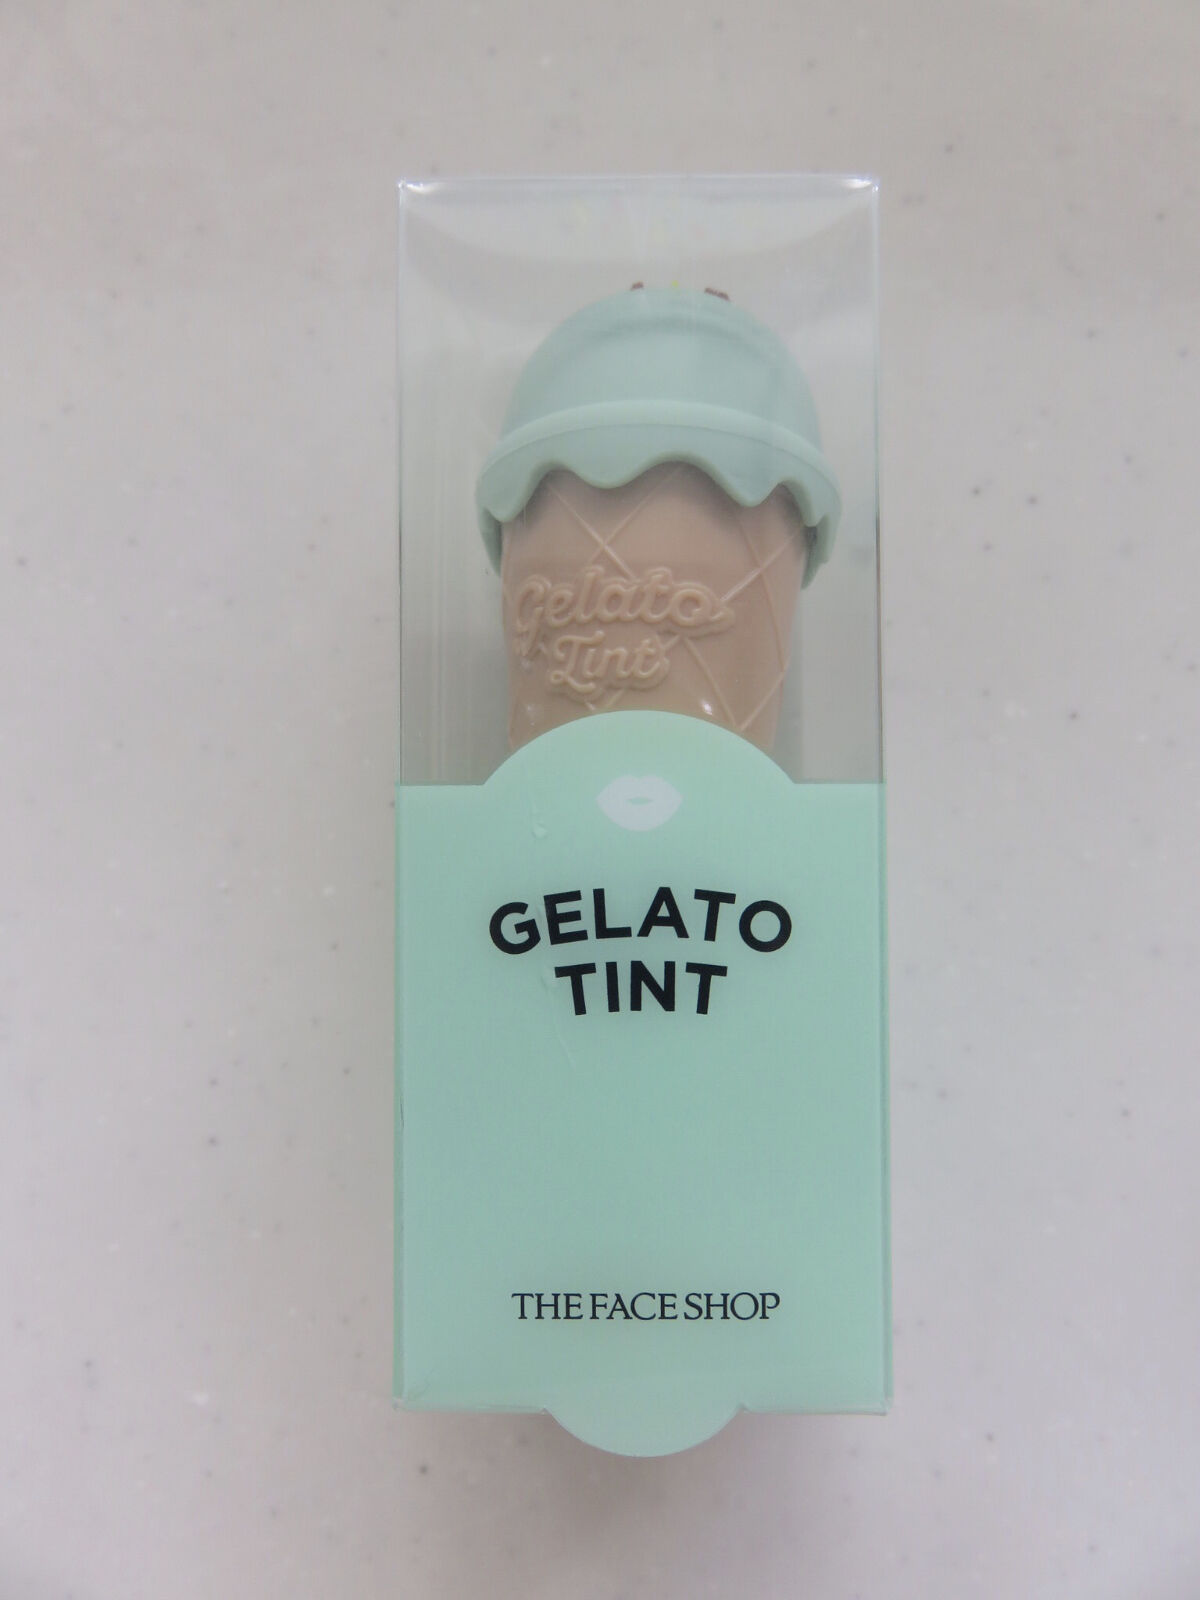 Gelato
Tint
GELATO
TINT
THE FACE SHOP